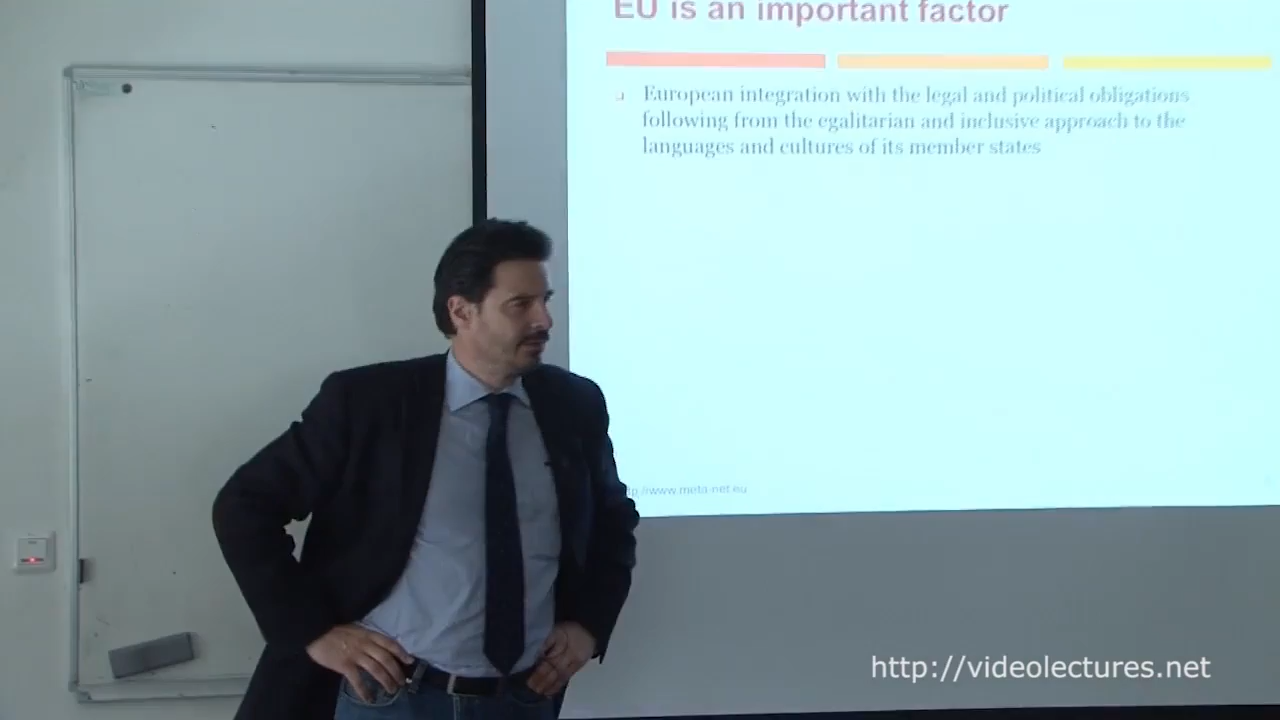 EU is an important factor
European integration with the legal and political obligations
following from the egalitarian and inclusive approach to the
languages and cultures of its member states
http://www.meta-net.eu
http://videolectures.net